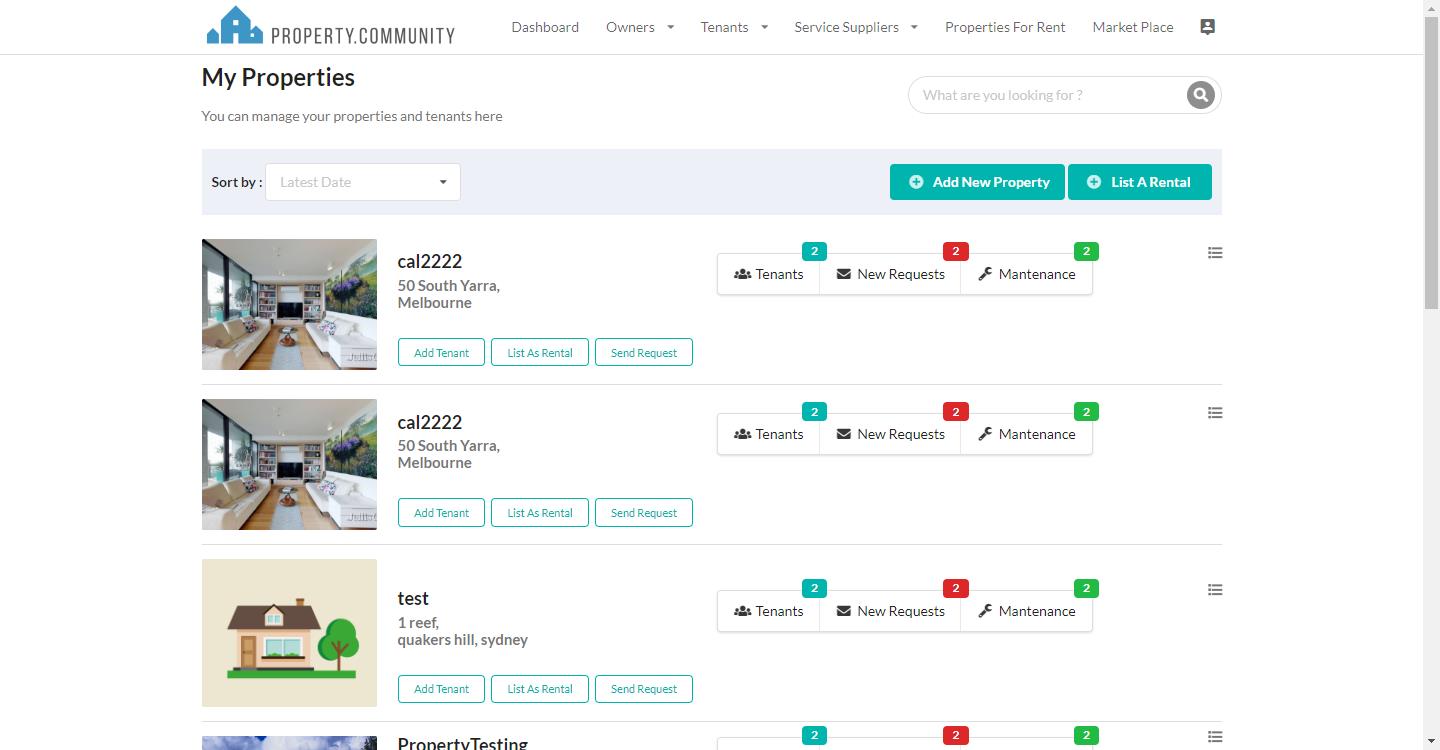 PROPERTY.COMMUNITY
Dashboard Owners Tenants Service Suppliers Properties For Rent Market Place
My Properties
You can manage your properties and tenants here
What are you looking for ?
Sort by : Latest Date
Add New Property List A Rental
cal2222
50 South Yarra,
Melbourne
2 2 2
Tenants New Requests Mantenance
Add Tenant List As Rental Send Request
cal2222
50 South Yarra,
Melbourne
2 2 2
Tenants New Requests Mantenance
Add Tenant List As Rental Send Request
test
1 reef,
quakers hill, sydney
2 2 2
Tenants New Requests Mantenance
Add Tenant List As Rental Send Request
PropertyTesting
2 2 2